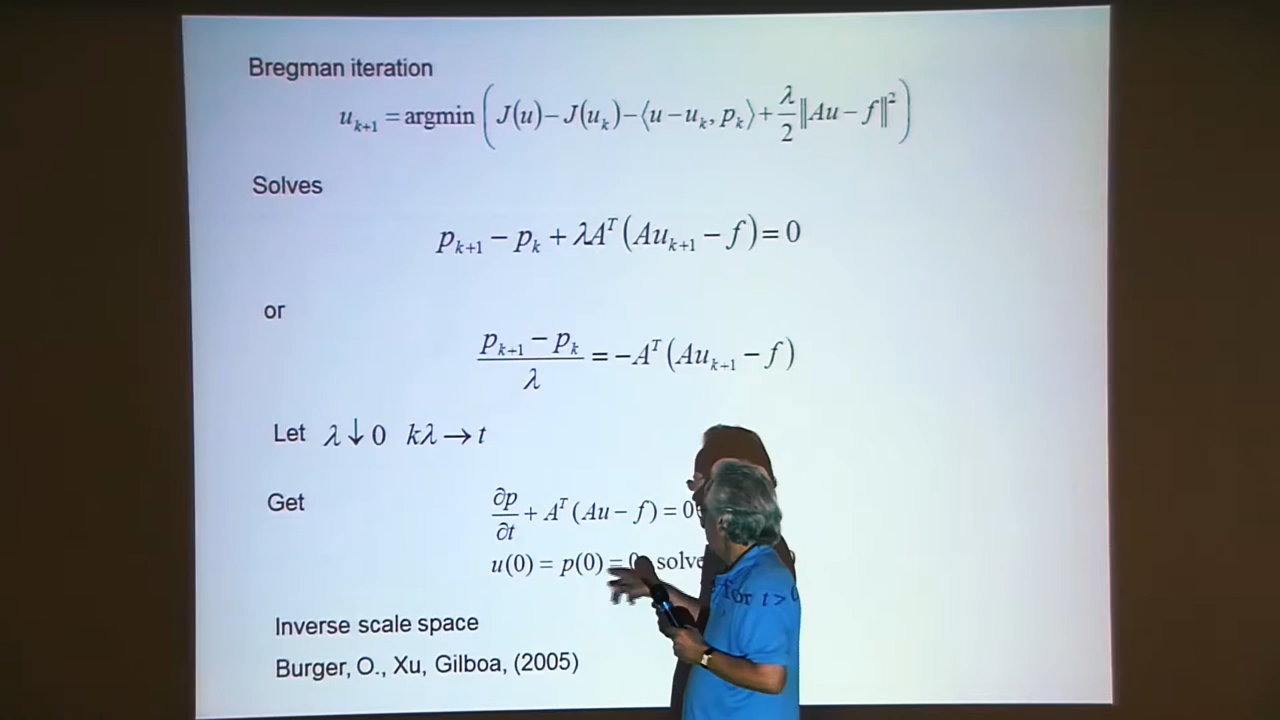 Bregman iteration
u_{k+1} = argmin ( J(u) − J(u_k) − ⟨u − u_k, p_k⟩ + λ/2 ‖Au − f‖² )
Solves
p_{k+1} − p_k + λA^T (Au_{k+1} − f) = 0
or
(p_{k+1} − p_k)/λ = −A^T (Au_{k+1} − f)
Let λ ↓ 0 kλ → t
Get
∂p/∂t + A^T (Au − f) = 0
u(0) = p(0) = 0 for t >
Inverse scale space
Burger, O., Xu, Gilboa, (2005)